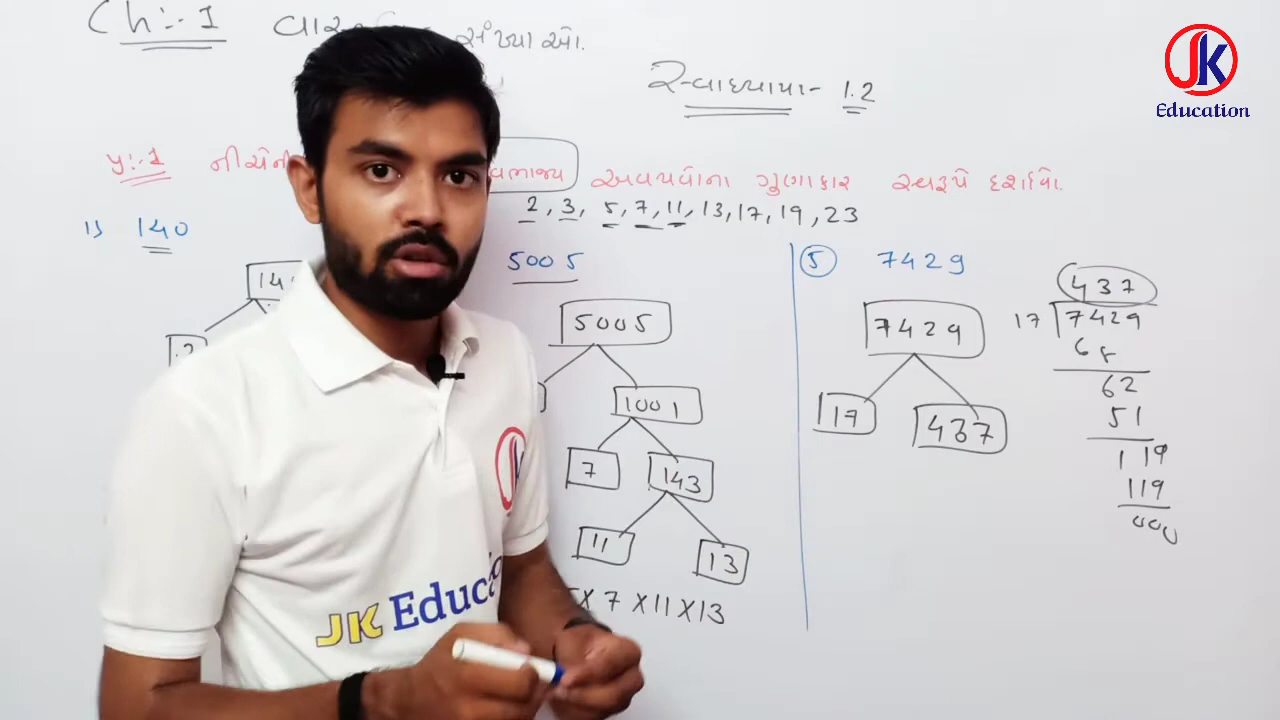 Ch:- 1
સંખ્યાઓ.
સ્વાધ્યાય- 1.2
JK
Education
પ્ર:-1 અવયવોના ગુણાકાર સ્વરૂપે દર્શાવો.
2, 3, 5, 7, 11, 13, 17, 19, 23
1) 140
5005
5 7429
5005
1001
7
143
11
13
X 7 X 11 X 13
7429
17
437
437
17 7429
68
62
51
119
119
000
JK
JK Educ